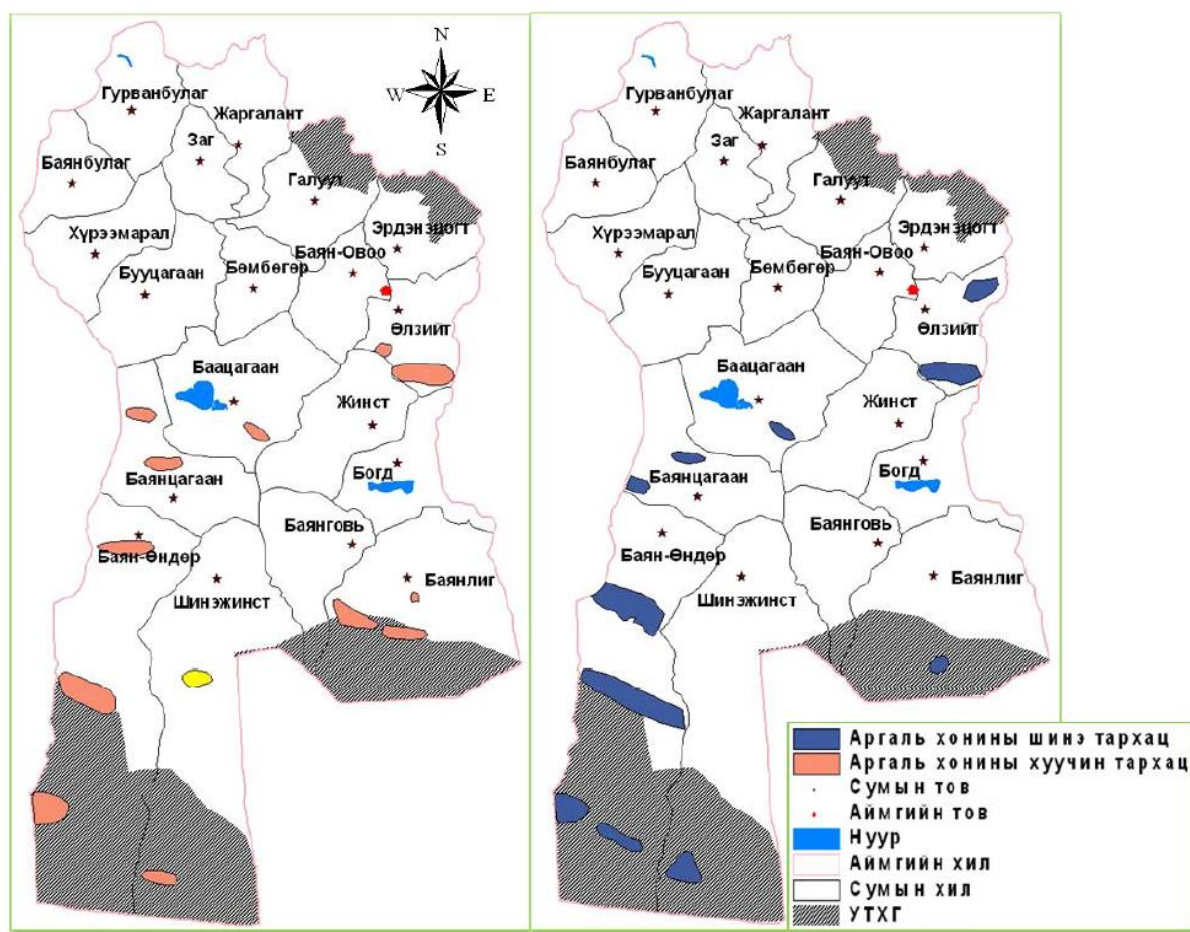 N
W E
S
Гурванбулаг
Жаргалант
Заг
Баянбулаг
Галуут
Хүрээмарал
Эрдэнэцогт
Баян-Овоо
Бууцагаан
Бөмбөгөр
Өлзийт
Баацагаан
Жинст
Баянцагаан
Богд
Баянговь
Баян-Өндөр
Баянлиг
Шинэжинст
Гурванбулаг
Жаргалант
Заг
Баянбулаг
Галуут
Хүрээмарал
Эрдэнэцогт
Баян-Овоо
Бууцагаан
Бөмбөгөр
Өлзийт
Баацагаан
Жинст
Баянцагаан
Богд
Баянговь
Баян-Өндөр
Баянлиг
Шинэжинст
Аргаль хонины шинэ тархац
Аргаль хонины хуучин тархац
Сумын тов
Аймгийн тов
Нуур
Аймгийн хил
Сумын хил
УТХГ